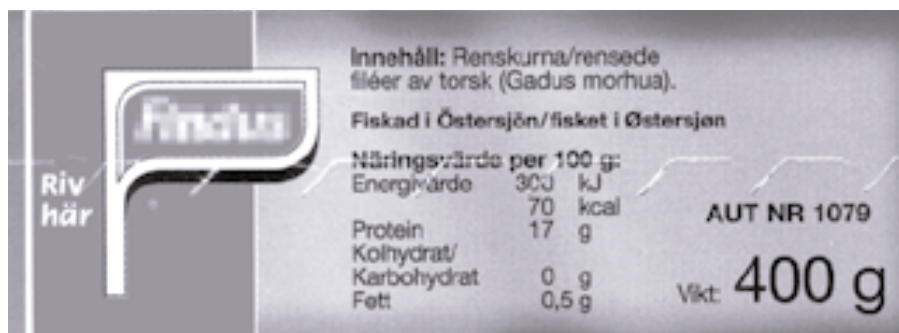 Innehåll: Renskurna/rensede
filéer av torsk (Gadus morhua).
Fiskad i Östersjön/fisket i Østersjøn
Näringsvärde per 100 g:
Energivärde 300 kJ
70 kcal
Protein 17 g
Kolhydrat/
Karbohydrat 0 g
Fett 0,5 g
Riv
här
AUT NR 1079
Vikt: 400 g